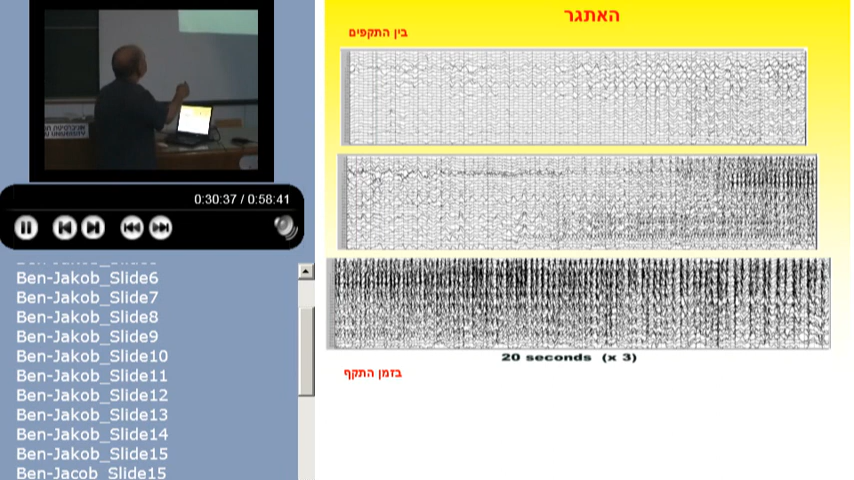 האתגר
בין התקפים
20 seconds (x 3)
בזמן התקף
0:30:37 / 0:58:41
Ben-Jakob_Slide6
Ben-Jakob_Slide7
Ben-Jakob_Slide8
Ben-Jakob_Slide9
Ben-Jakob_Slide10
Ben-Jakob_Slide11
Ben-Jakob_Slide12
Ben-Jakob_Slide13
Ben-Jakob_Slide14
Ben-Jakob_Slide15
Ben-Jacob_Slide15